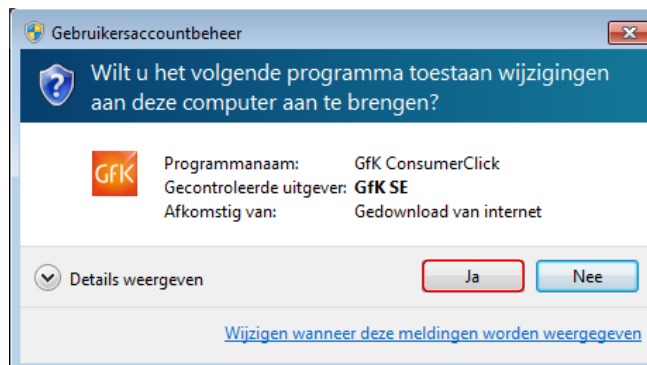 Gebruikersaccountbeheer
Wilt u het volgende programma toestaan wijzigingen
aan deze computer aan te brengen?
GfK
Programmanaam: GfK ConsumerClick
Gecontroleerde uitgever: GfK SE
Afkomstig van: Gedownload van internet
Details weergeven Ja Nee
Wijzigen wanneer deze meldingen worden weergegeven